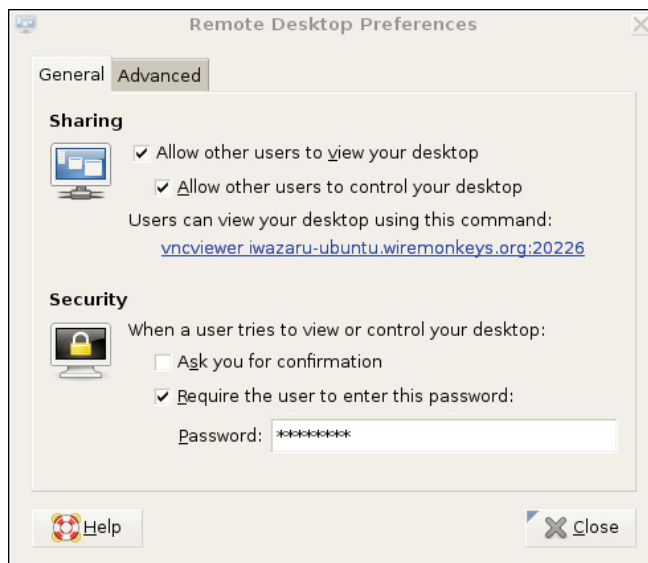 Remote Desktop Preferences
General Advanced
Sharing
Allow other users to view your desktop
Allow other users to control your desktop
Users can view your desktop using this command:
vncviewer iwazaru-ubuntu.wiremonkeys.org:20226
Security
When a user tries to view or control your desktop:
Ask you for confirmation
Require the user to enter this password:
Password: ********
Help Close